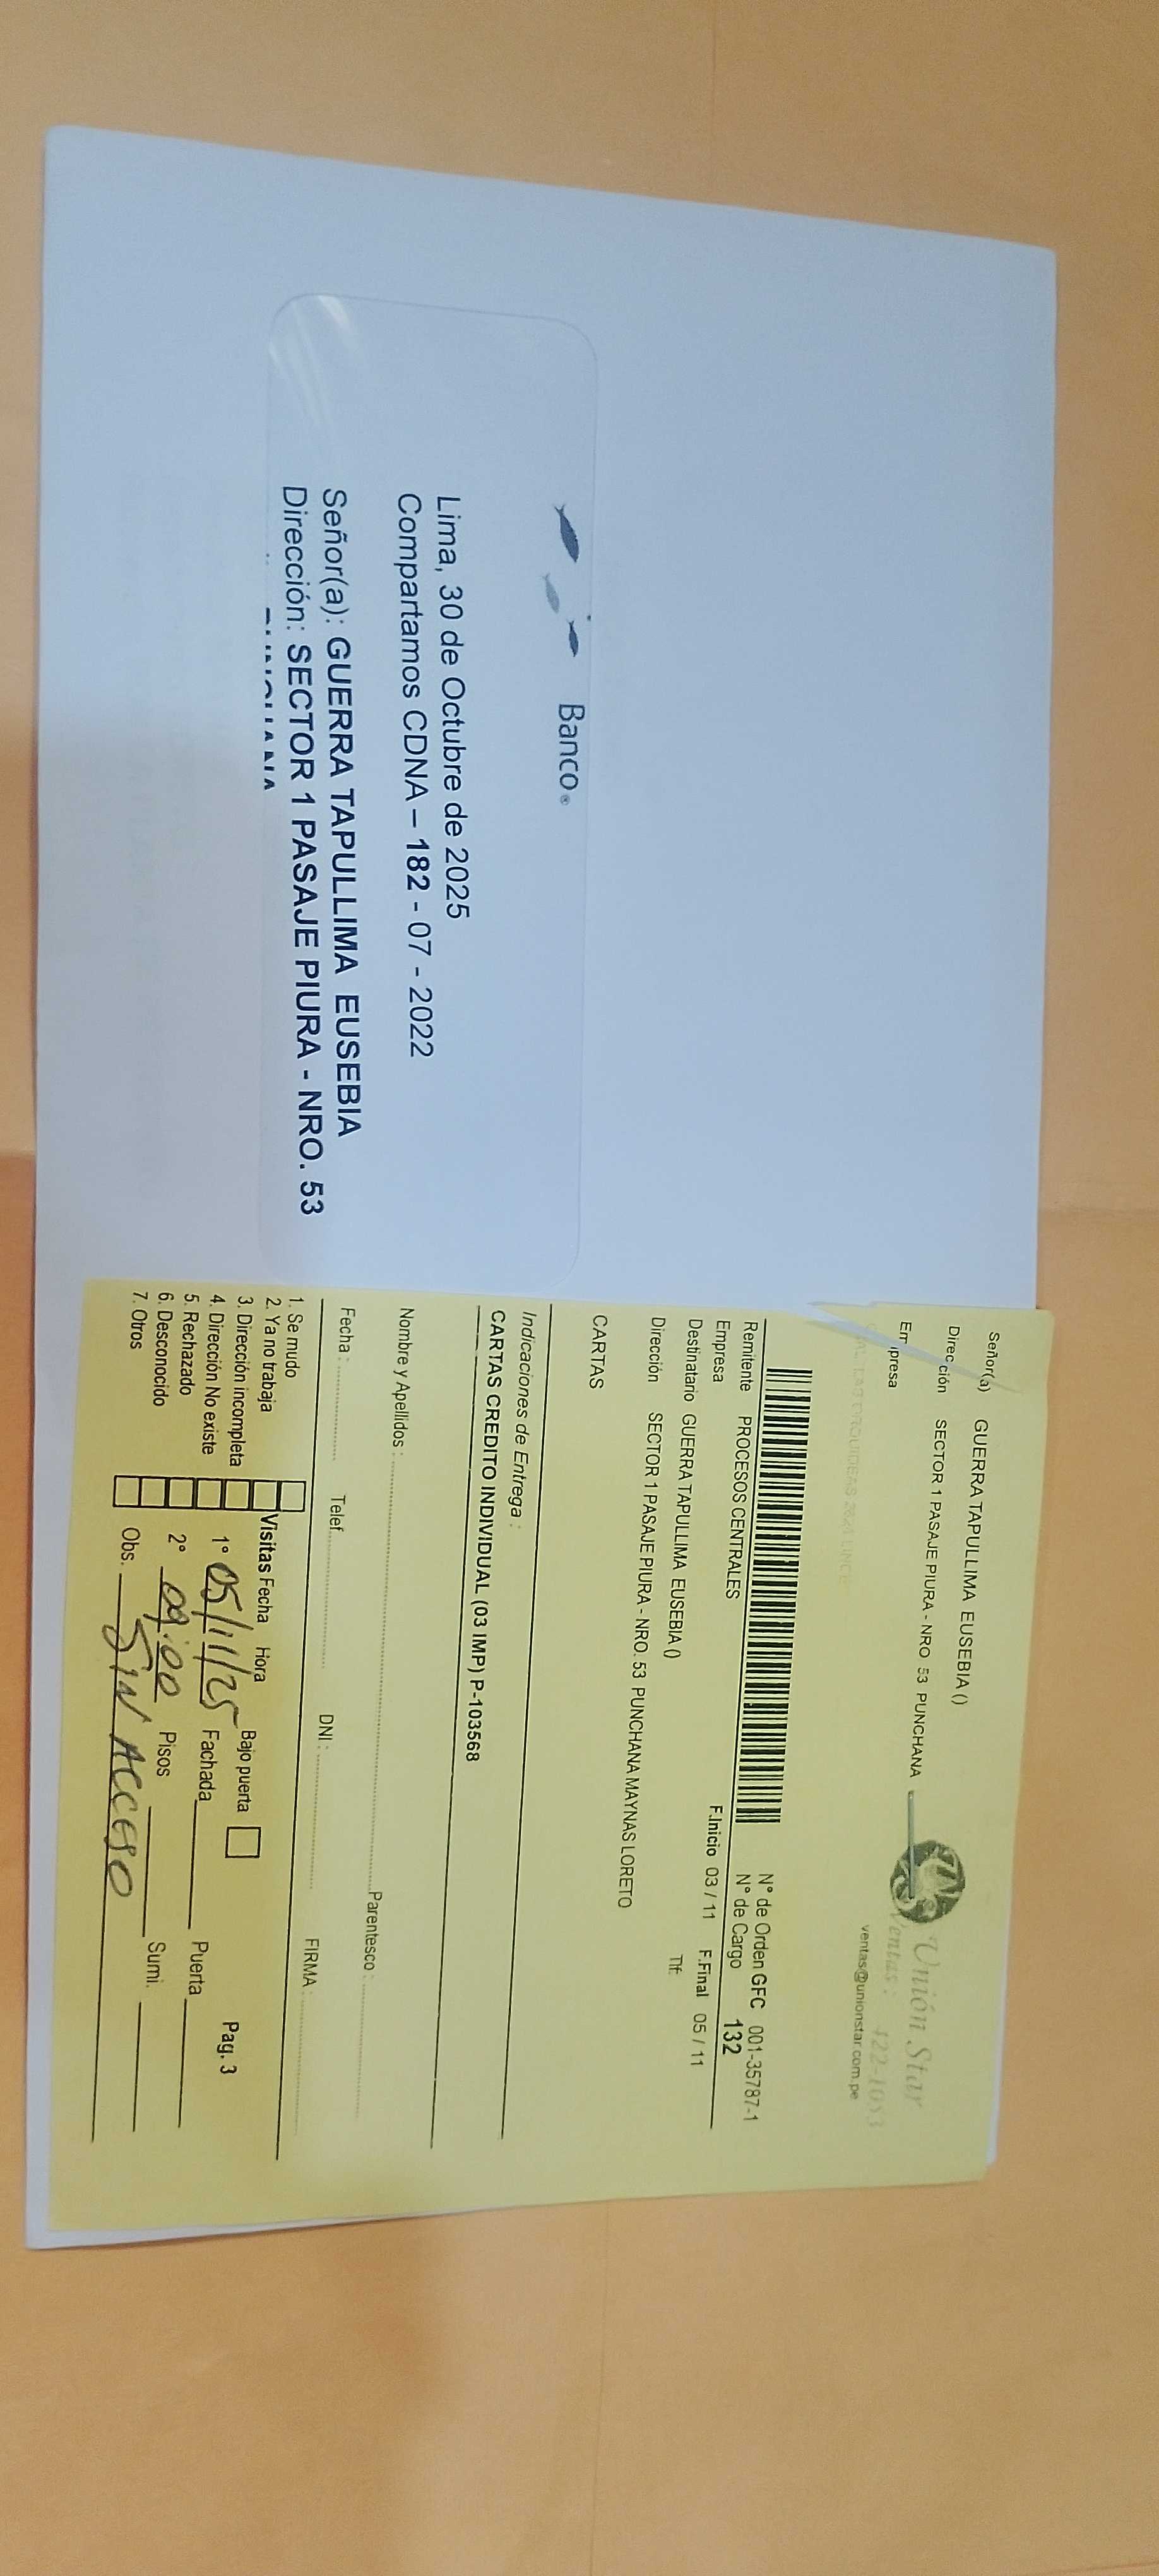 Banco®
Lima, 30 de Octubre de 2025
Compartamos CDNA – 182 - 07 - 2022
Señor(a): GUERRA TAPULLIMA EUSEBIA
Dirección: SECTOR 1 PASAJE PIURA - NRO. 53
Señor(a) GUERRA TAPULLIMA EUSEBIA ()
Dirección SECTOR 1 PASAJE PIURA - NRO 53 PUNCHANA
Empresa
Unión Star
Ventas: 422-1053
ventas@unionstar.com.pe
N° de Orden GFC 001-35787-1
N° de Cargo 132
Remitente PROCESOS CENTRALES
Empresa F.Inicio 03 / 11 F.Final 05 / 11
Destinatario GUERRA TAPULLIMA EUSEBIA () Tlf:
Dirección SECTOR 1 PASAJE PIURA - NRO. 53 PUNCHANA MAYNAS LORETO
CARTAS
Indicaciones de Entrega :
CARTAS CREDITO INDIVIDUAL (03 IMP) P-103568
Nombre y Apellidos : Parentesco :
Fecha : Telef. DNI : FIRMA :
1. Se mudo
2. Ya no trabaja
3. Dirección incompleta
4. Dirección No existe
5. Rechazado
6. Desconocido
7. Otros
Visitas Fecha Hora Bajo puerta Pag. 3
1° 05/11/25 Fachada Puerta
2° 09:00 Pisos Sumi.
Obs. SIN ACCESO